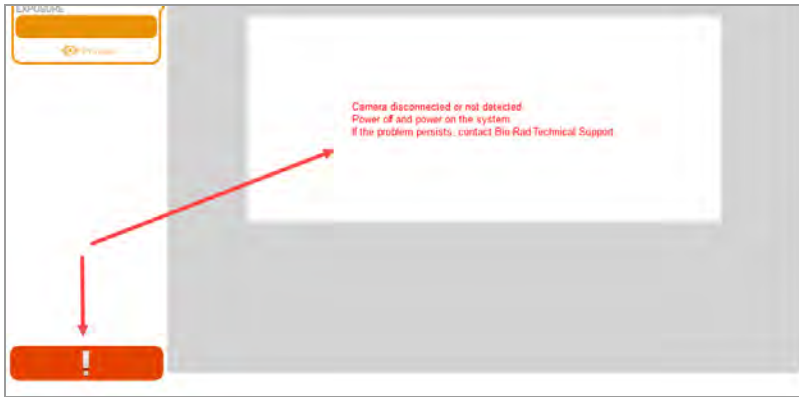 EXPOSURE
Preview
Camera disconnected or not detected
Power off and power on the system
If the problem persists, contact Bio-Rad Technical Support
!